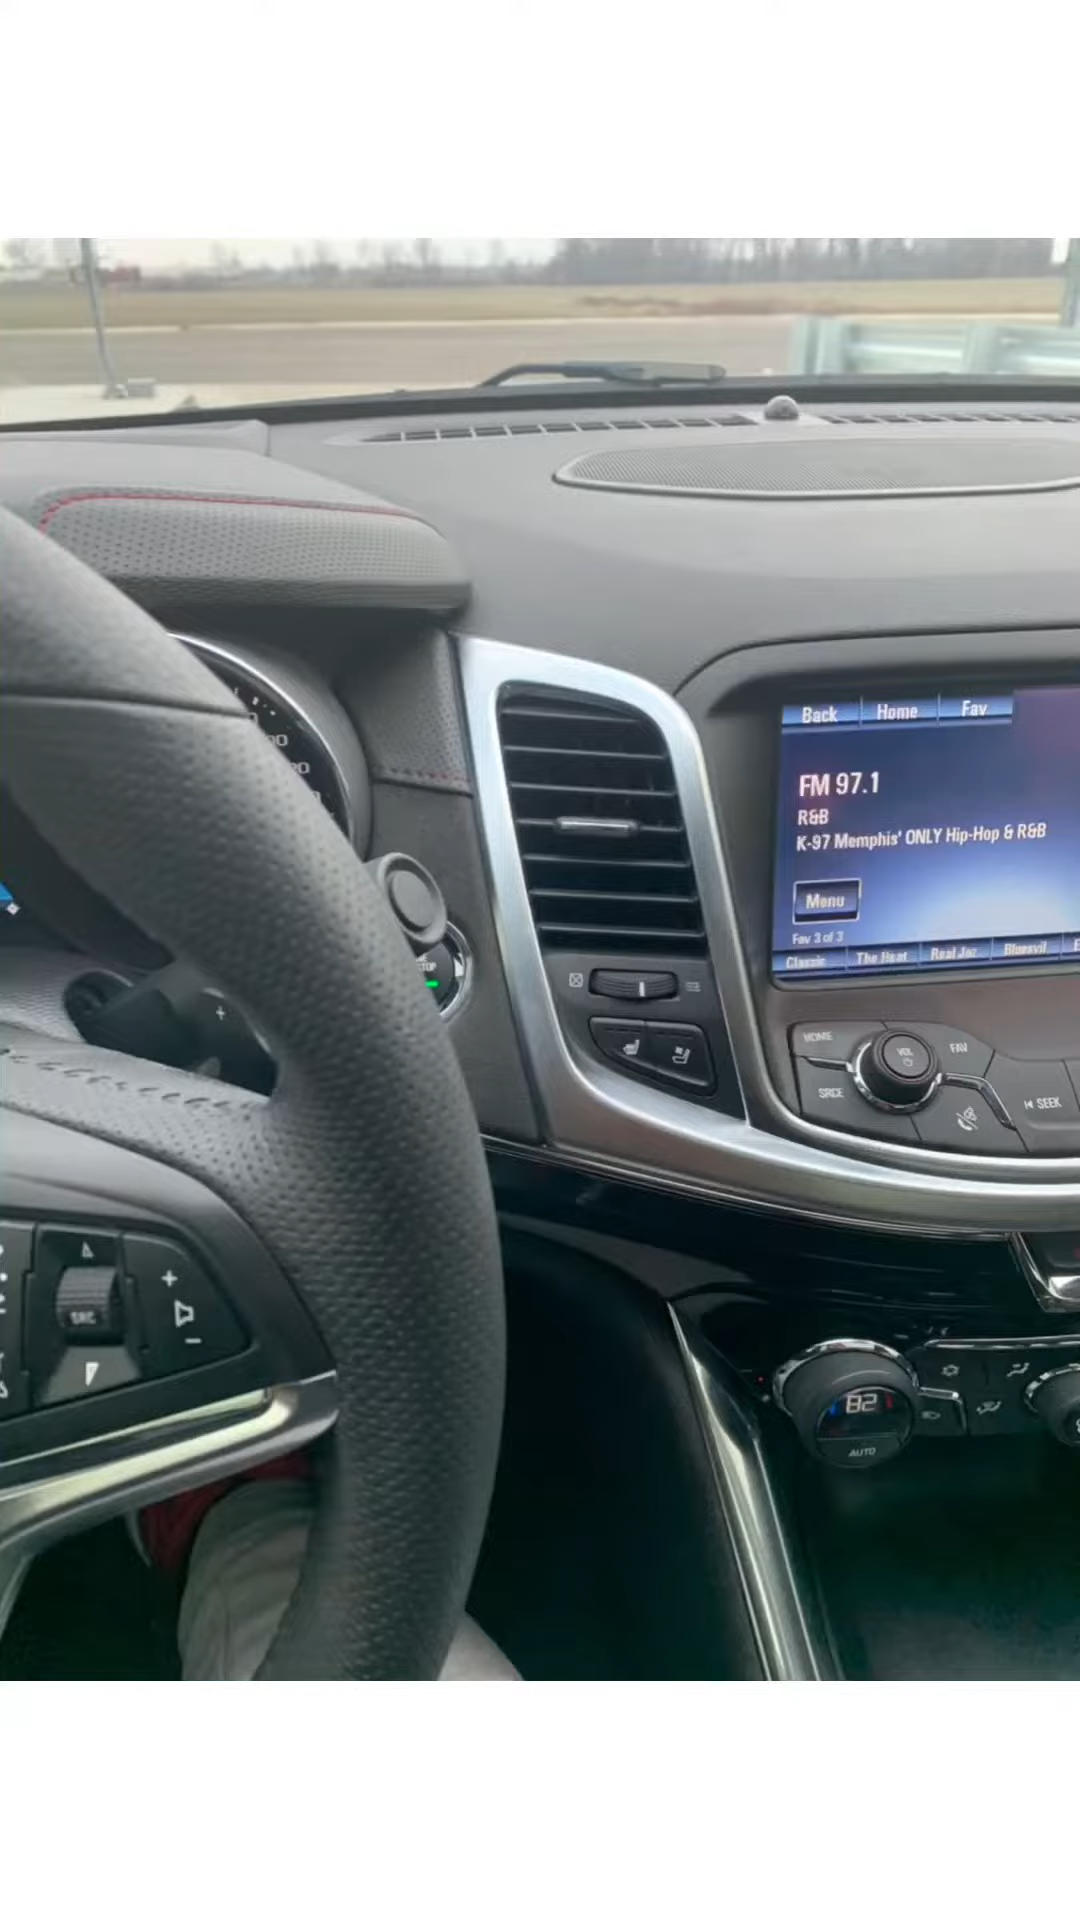 Back Home Fav
FM 97.1
R&B
K-97 Memphis' ONLY Hip-Hop & R&B
Menu
Fav 3 of 3
Classic The Heat Real Jaz Bluesvil
STOP
HOME
VOL
FAV
SRCE
SEEK
SRC
82
AUTO